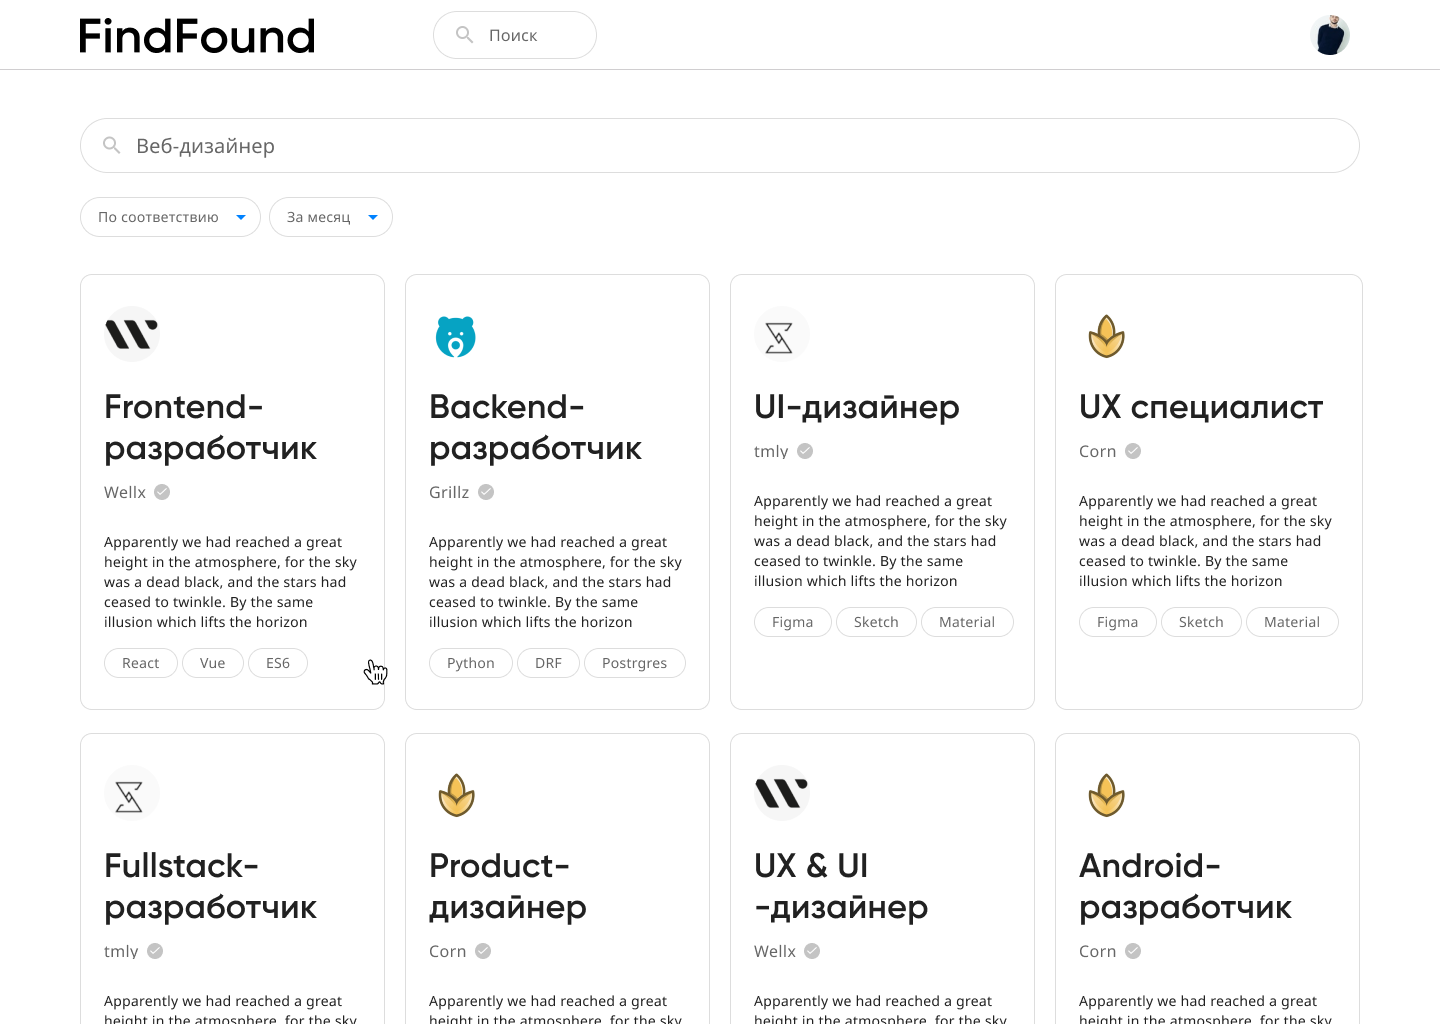 FindFound
Поиск
Веб-дизайнер
По соответствию
За месяц
Frontend-
разработчик
Wellx
Apparently we had reached a great
height in the atmosphere, for the sky
was a dead black, and the stars had
ceased to twinkle. By the same
illusion which lifts the horizon
React
Vue
ES6
Backend-
разработчик
Grillz
Apparently we had reached a great
height in the atmosphere, for the sky
was a dead black, and the stars had
ceased to twinkle. By the same
illusion which lifts the horizon
Python
DRF
Postrgres
UI-дизайнер
tmly
Apparently we had reached a great
height in the atmosphere, for the sky
was a dead black, and the stars had
ceased to twinkle. By the same
illusion which lifts the horizon
Figma
Sketch
Material
UX специалист
Corn
Apparently we had reached a great
height in the atmosphere, for the sky
was a dead black, and the stars had
ceased to twinkle. By the same
illusion which lifts the horizon
Figma
Sketch
Material
Fullstack-
разработчик
tmly
Apparently we had reached a great
height in the atmosphere, for the sky
Product-
дизайнер
Corn
Apparently we had reached a great
height in the atmosphere, for the sky
UX & UI
-дизайнер
Wellx
Apparently we had reached a great
height in the atmosphere, for the sky
Android-
разработчик
Corn
Apparently we had reached a great
height in the atmosphere, for the sky